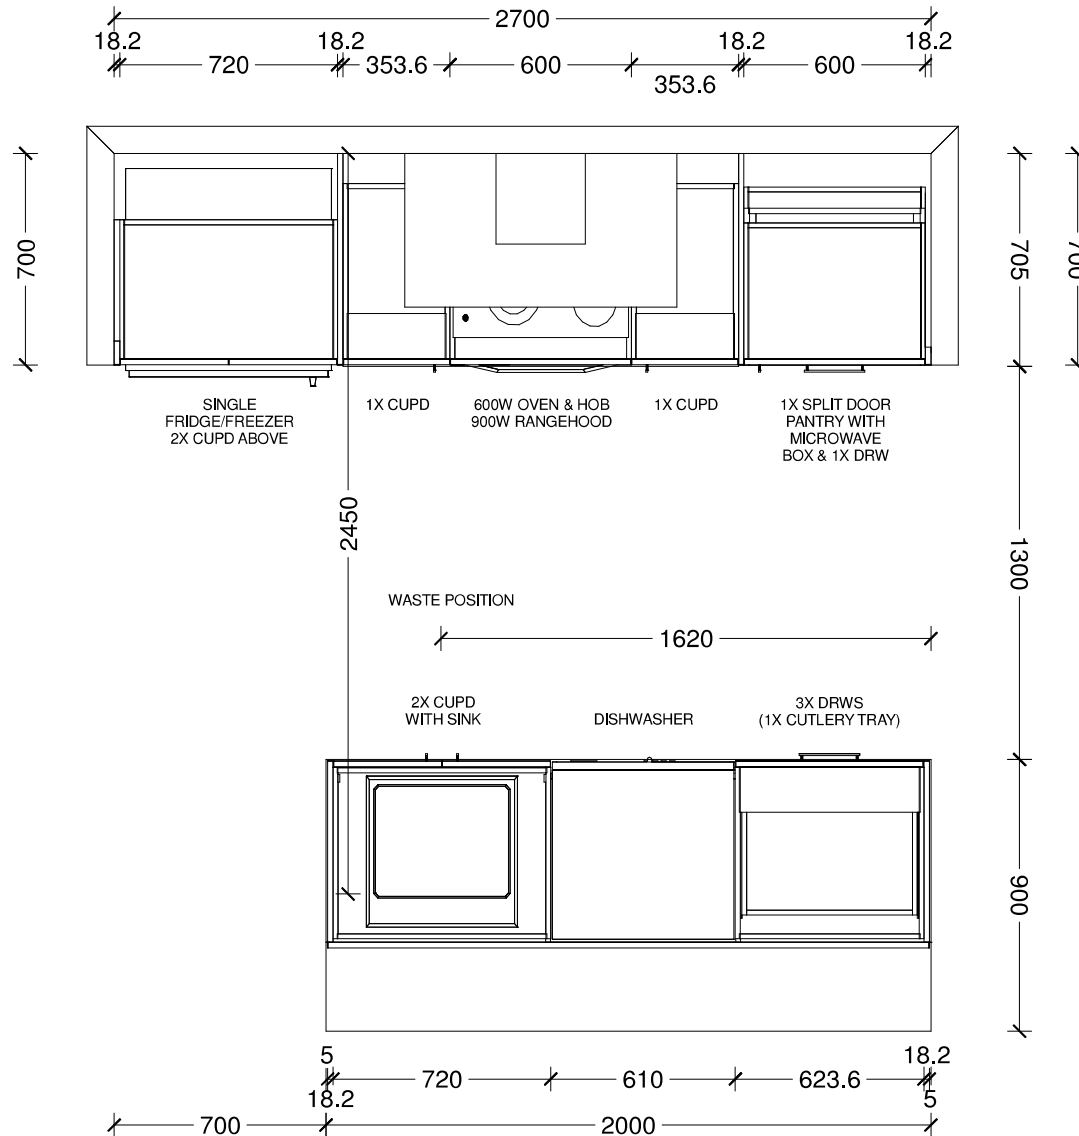 2700
18.2
18.2
18.2
18.2
720
353.6
600
353.6
600
700
705
700
SINGLE
FRIDGE/FREEZER
2X CUPD ABOVE
1X CUPD
600W OVEN & HOB
900W RANGEHOOD
1X CUPD
1X SPLIT DOOR
PANTRY WITH
MICROWAVE
BOX & 1X DRW
2450
1300
WASTE POSITION
1620
2X CUPD
WITH SINK
DISHWASHER
3X DRWS
(1X CUTLERY TRAY)
900
5
18.2
720
610
623.6
18.2
5
700
2000